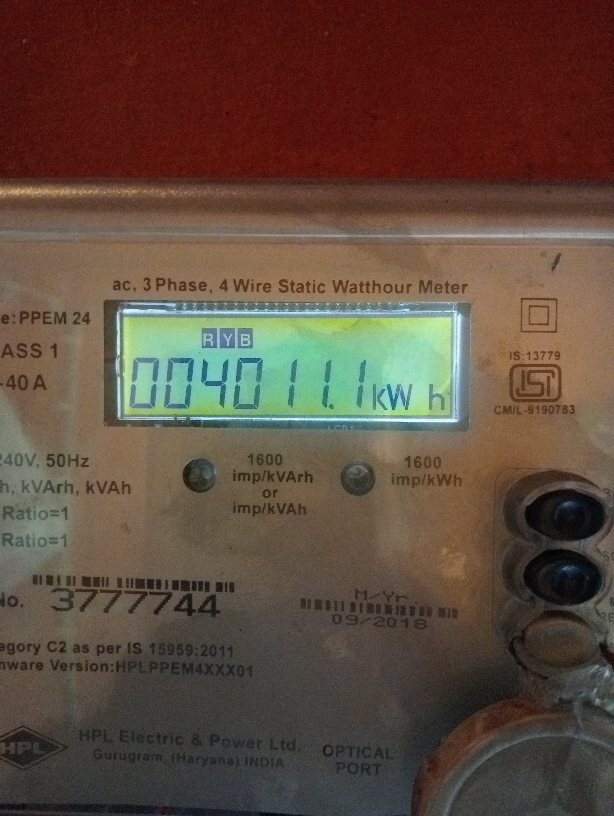 ac, 3 Phase, 4 Wire Static Watthour Meter
e:PPEM 24
ASS 1
-40 A
RYB
004011.1 kWh
IS:13779
ISI
CM/L-9190783
240V, 50Hz
h, kVArh, kVAh
Ratio=1
Ratio=1
1600
imp/kVArh
or
imp/kVAh
1600
imp/kWh
No. 3777744
M/Yr.
09/2018
egory C2 as per IS 15959:2011
mware Version:HPLPPEM4XXX01
HPL
HPL Electric & Power Ltd.
Gurugram, (Haryana) INDIA
OPTICAL
PORT